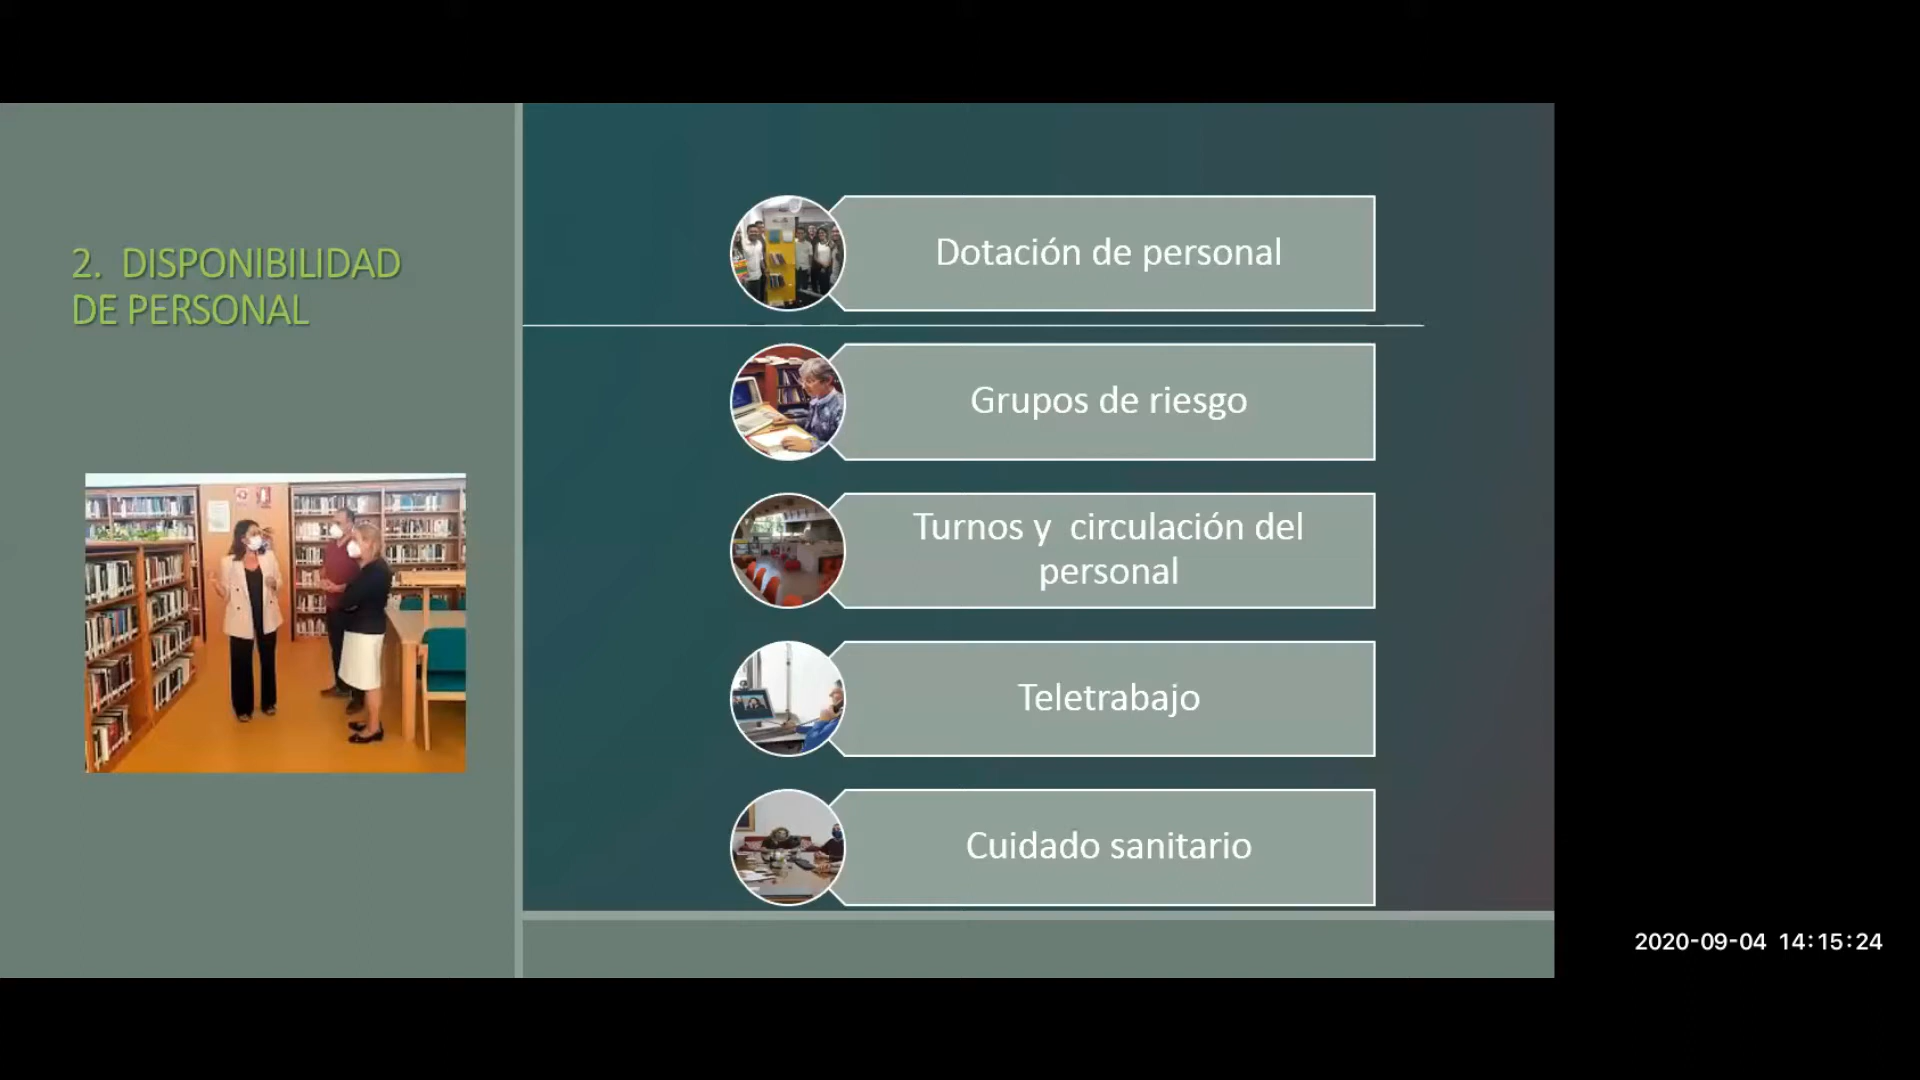 2. DISPONIBILIDAD
DE PERSONAL
Dotación de personal
Grupos de riesgo
Turnos y circulación del
personal
Teletrabajo
Cuidado sanitario
2020-09-04 14:15:24